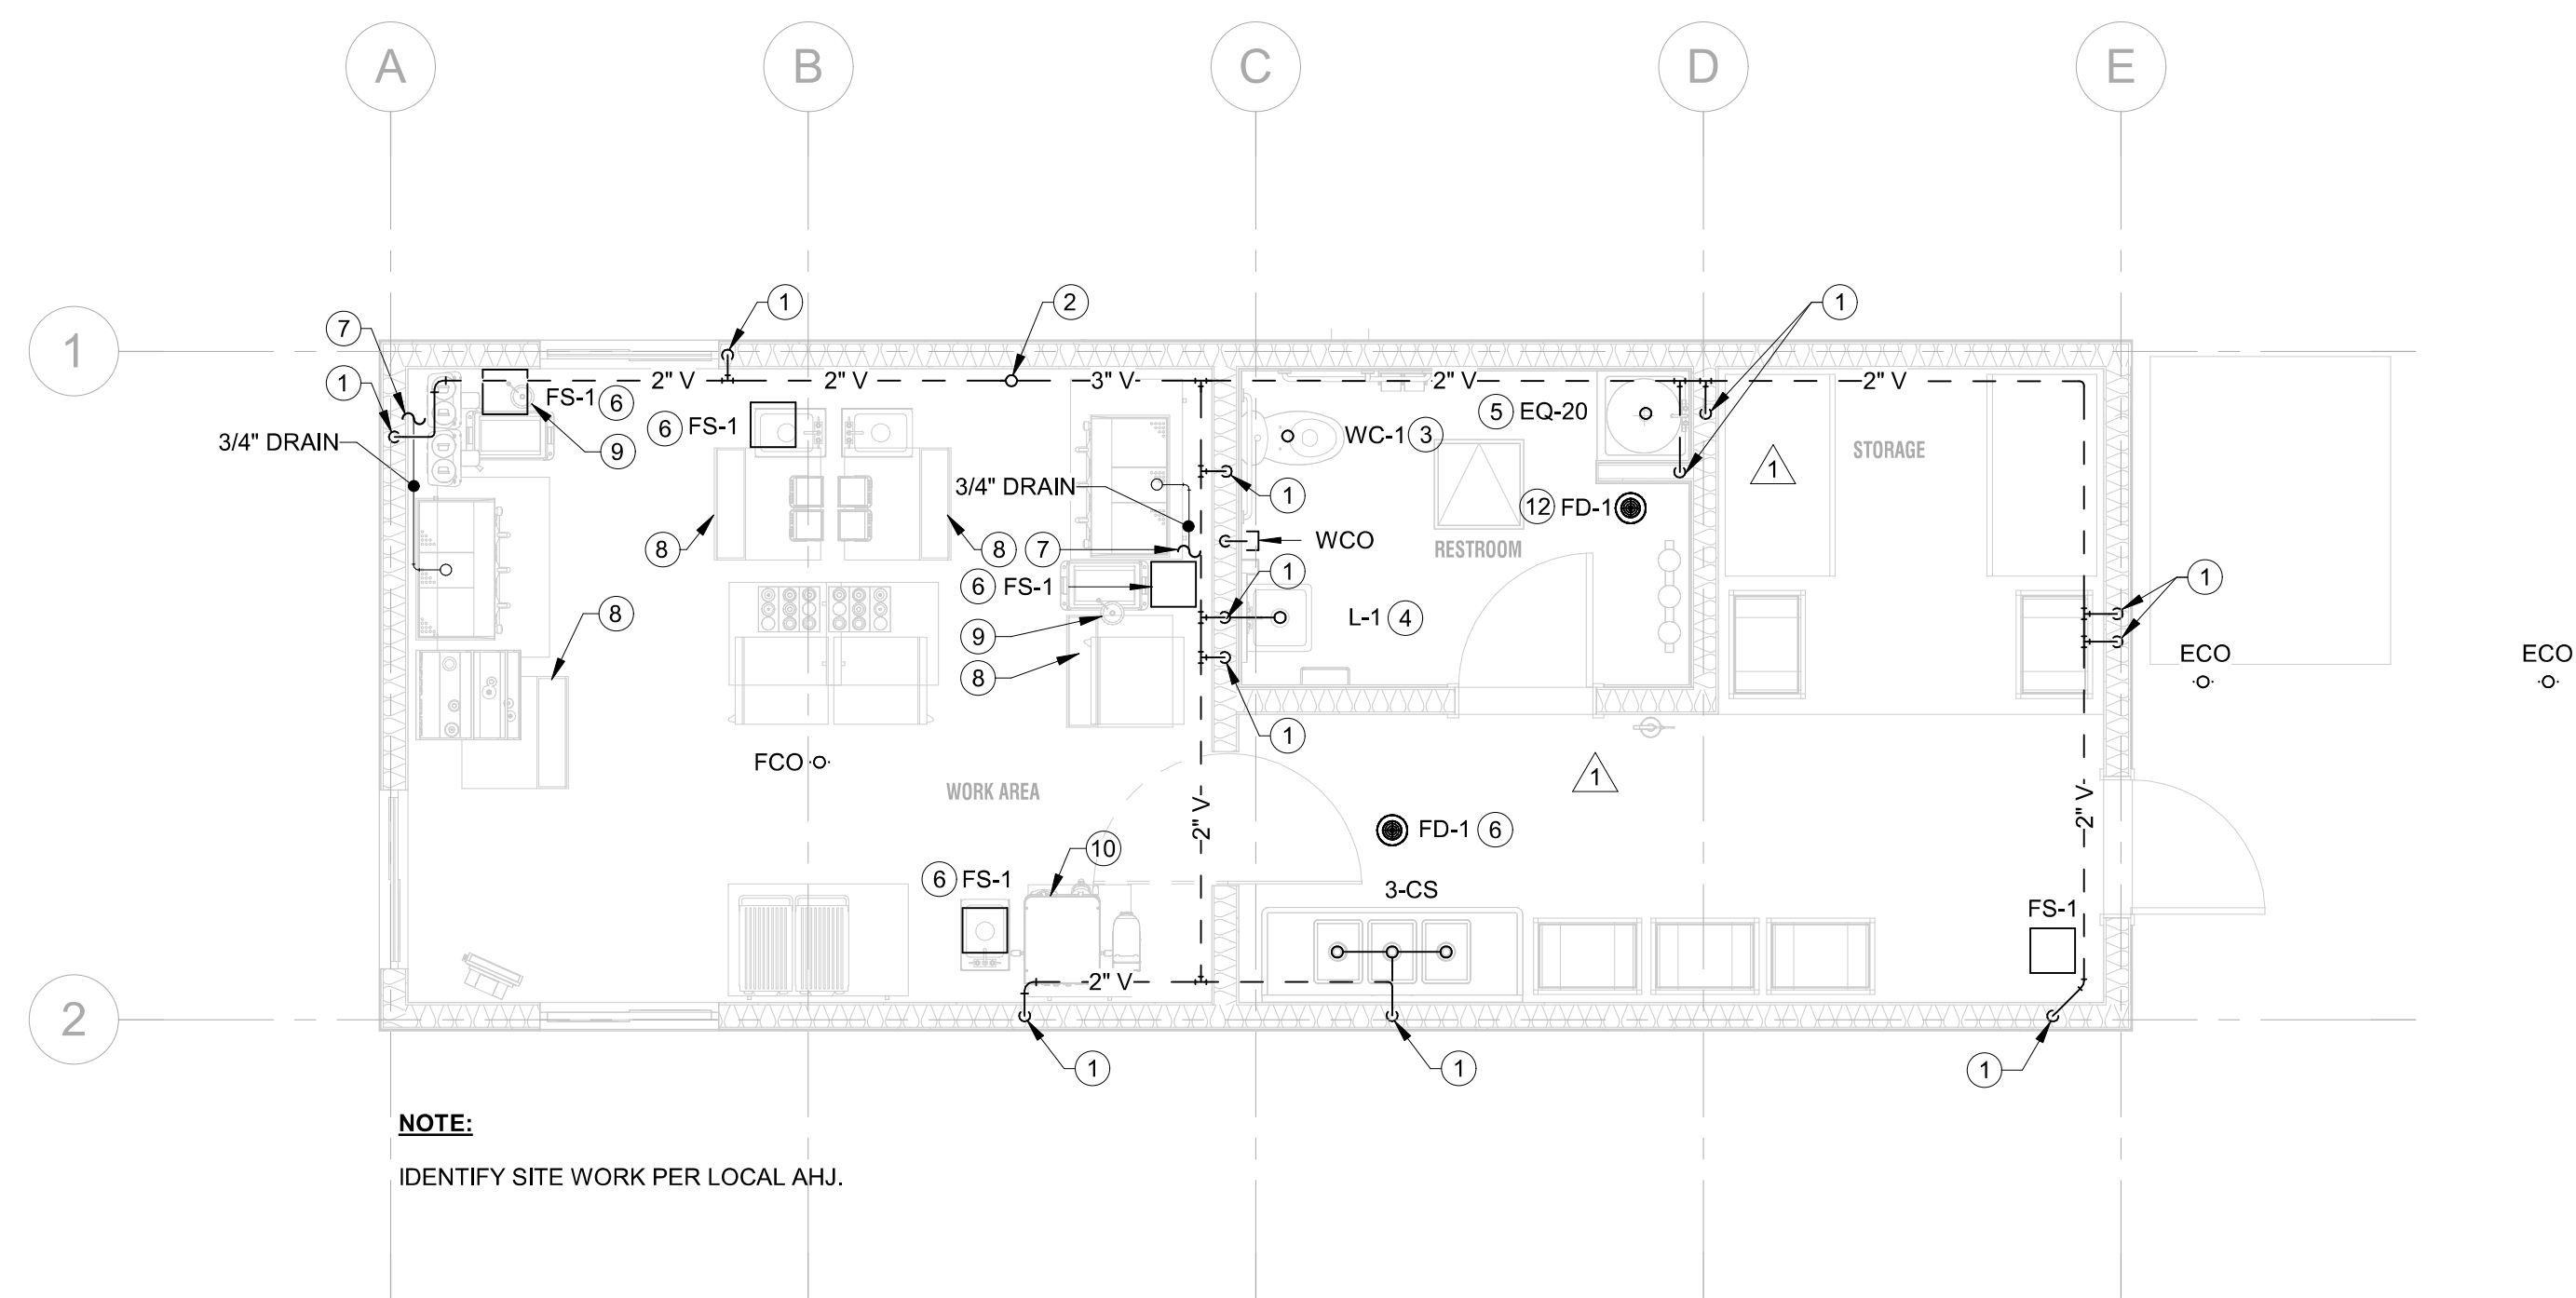 A B C D E
1 2 1
7
1
1
2" V 2" V 3" V 2" V 2" V
FS-1 6
5 EQ-20
6 FS-1
WC-1 3
3/4" DRAIN
9
STORAGE
1
3/4" DRAIN
1
12 FD-1
8 8 7
WCO
RESTROOM
6 FS-1
1
1
8
L-1 4
9
8
ECO ECO
1
FCO
WORK AREA
1
2" V
2" V
FD-1 6
10
6 FS-1
3-CS
FS-1
2" V
2
1 1 1
NOTE:
IDENTIFY SITE WORK PER LOCAL AHJ.